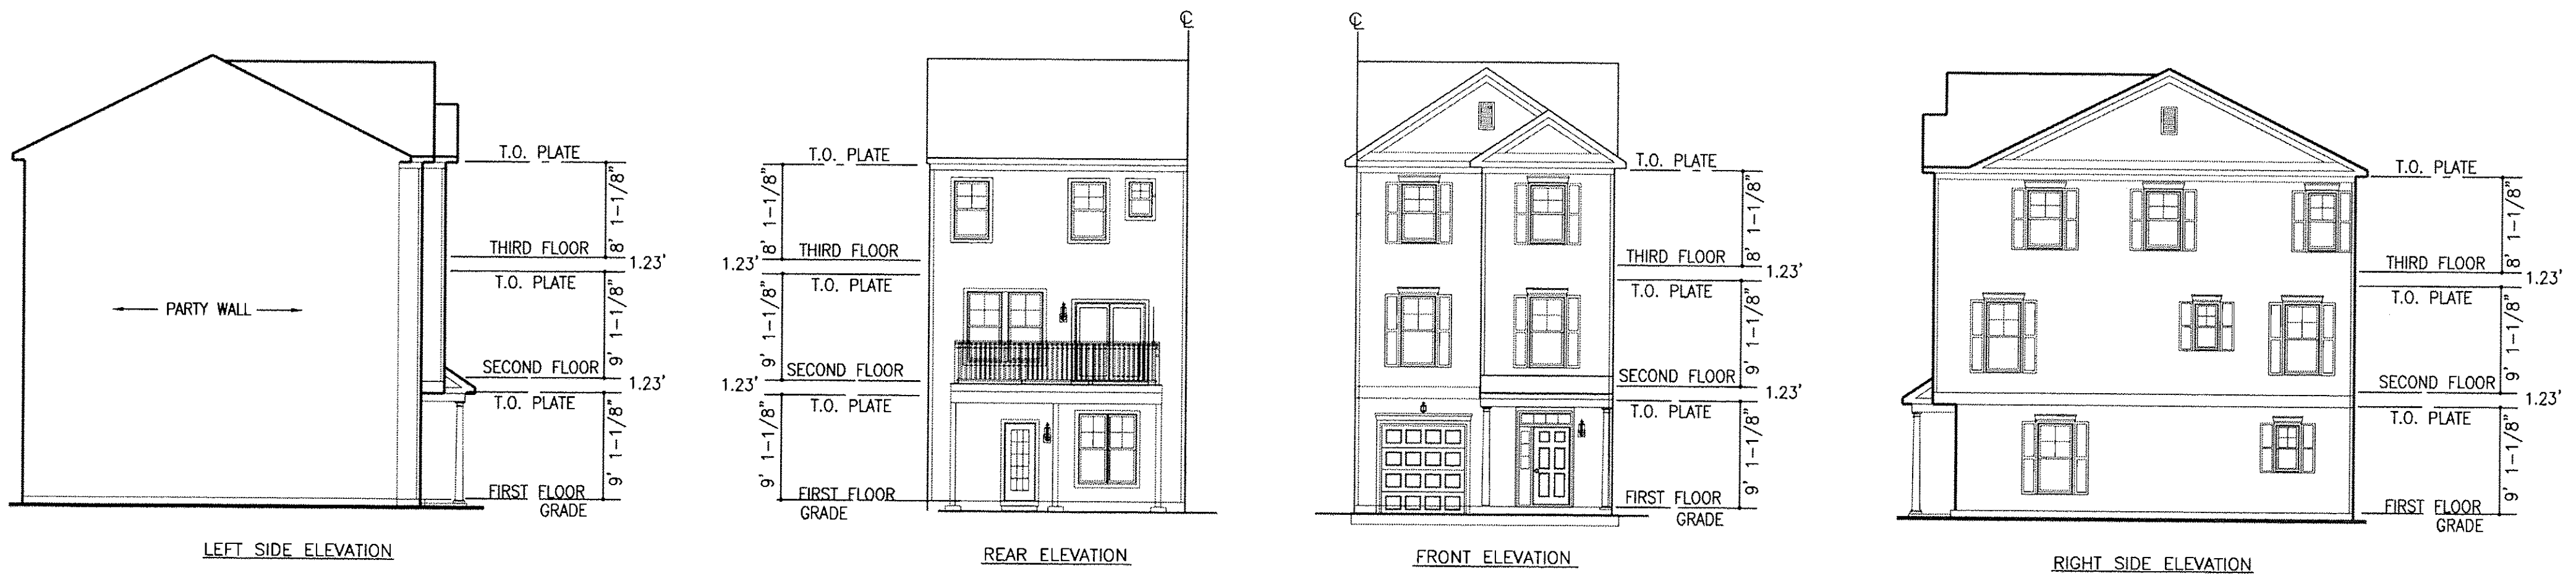 T.O. PLATE
8' 1-1/8"
THIRD FLOOR
1.23'
T.O. PLATE
9' 1-1/8"
PARTY WALL
SECOND FLOOR
1.23'
T.O. PLATE
9' 1-1/8"
FIRST FLOOR
GRADE
LEFT SIDE ELEVATION
℄
T.O. PLATE
8' 1-1/8"
THIRD FLOOR
1.23'
T.O. PLATE
9' 1-1/8"
SECOND FLOOR
1.23'
T.O. PLATE
9' 1-1/8"
FIRST FLOOR
GRADE
REAR ELEVATION
℄
T.O. PLATE
8' 1-1/8"
THIRD FLOOR
1.23'
T.O. PLATE
9' 1-1/8"
SECOND FLOOR
1.23'
T.O. PLATE
9' 1-1/8"
FIRST FLOOR
GRADE
FRONT ELEVATION
T.O. PLATE
8' 1-1/8"
THIRD FLOOR
1.23'
T.O. PLATE
9' 1-1/8"
SECOND FLOOR
1.23'
T.O. PLATE
9' 1-1/8"
FIRST FLOOR
GRADE
RIGHT SIDE ELEVATION